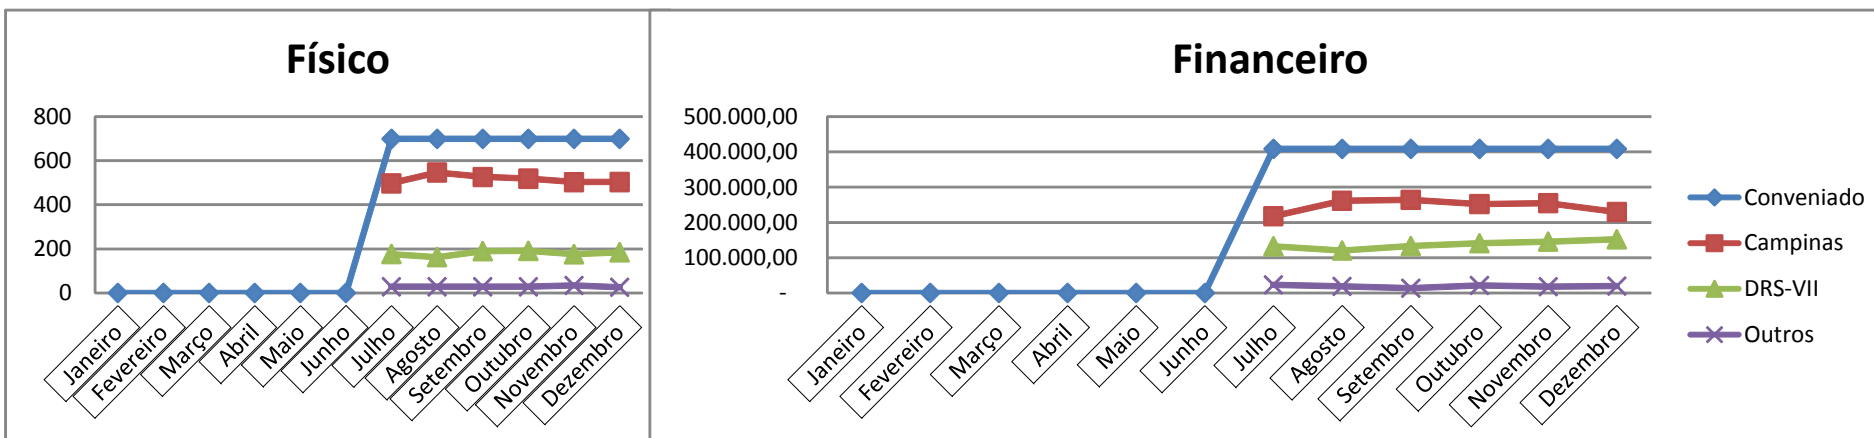 Físico
800
600
400
200
0
Janeiro
Fevereiro
Março
Abril
Maio
Junho
Julho
Agosto
Setembro
Outubro
Novembro
Dezembro
Financeiro
500.000,00
400.000,00
300.000,00
200.000,00
100.000,00
-
Janeiro
Fevereiro
Março
Abril
Maio
Junho
Julho
Agosto
Setembro
Outubro
Novembro
Dezembro
Conveniado
Campinas
DRS-VII
Outros